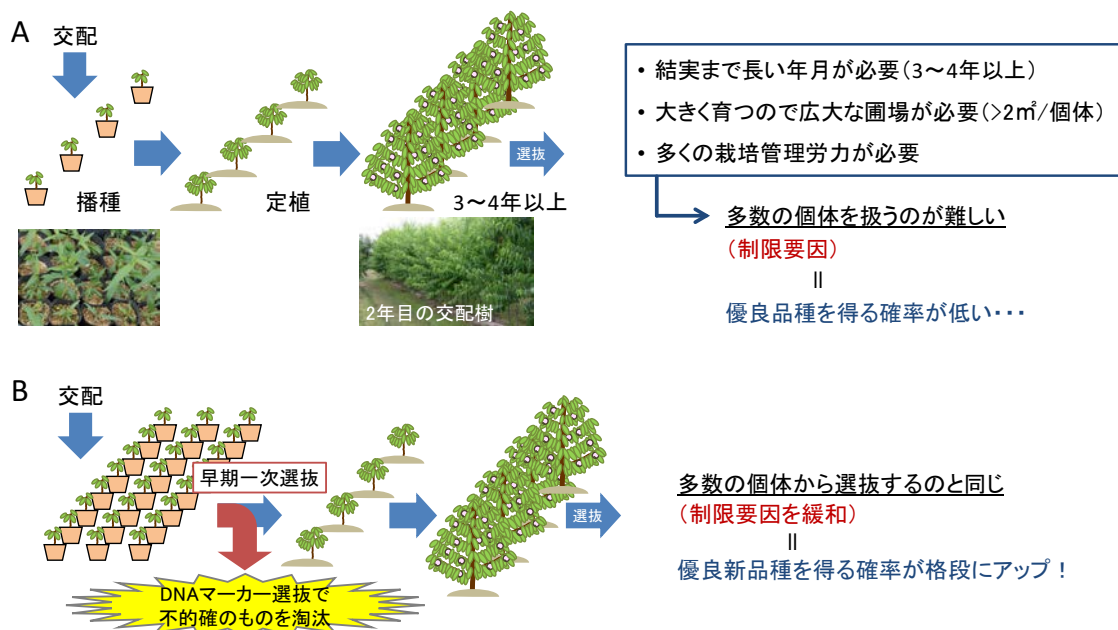 A
交配
播種
定植
選抜
3～4年以上
2年目の交配樹
・ 結実まで長い年月が必要（3～4年以上）
・ 大きく育つので広大な圃場が必要（>2㎡/個体）
・ 多くの栽培管理労力が必要
多数の個体を扱うのが難しい
（制限要因）
＝
優良品種を得る確率が低い・・・
B
交配
早期一次選抜
選抜
DNAマーカー選抜で
不的確のものを淘汰
多数の個体から選抜するのと同じ
（制限要因を緩和）
＝
優良新品種を得る確率が格段にアップ！